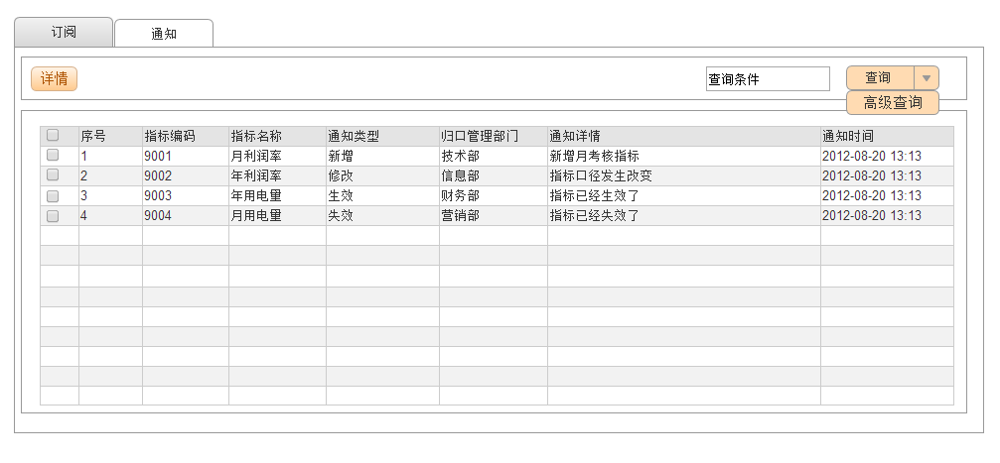 订阅 通知
详情 查询条件 查询
高级查询
序号 指标编码 指标名称 通知类型 归口管理部门 通知详情 通知时间
1 9001 月利润率 新增 技术部 新增月考核指标 2012-08-20 13:13
2 9002 年利润率 修改 信息部 指标口径发生改变 2012-08-20 13:13
3 9003 年用电量 生效 财务部 指标已经生效了 2012-08-20 13:13
4 9004 月用电量 失效 营销部 指标已经失效了 2012-08-20 13:13